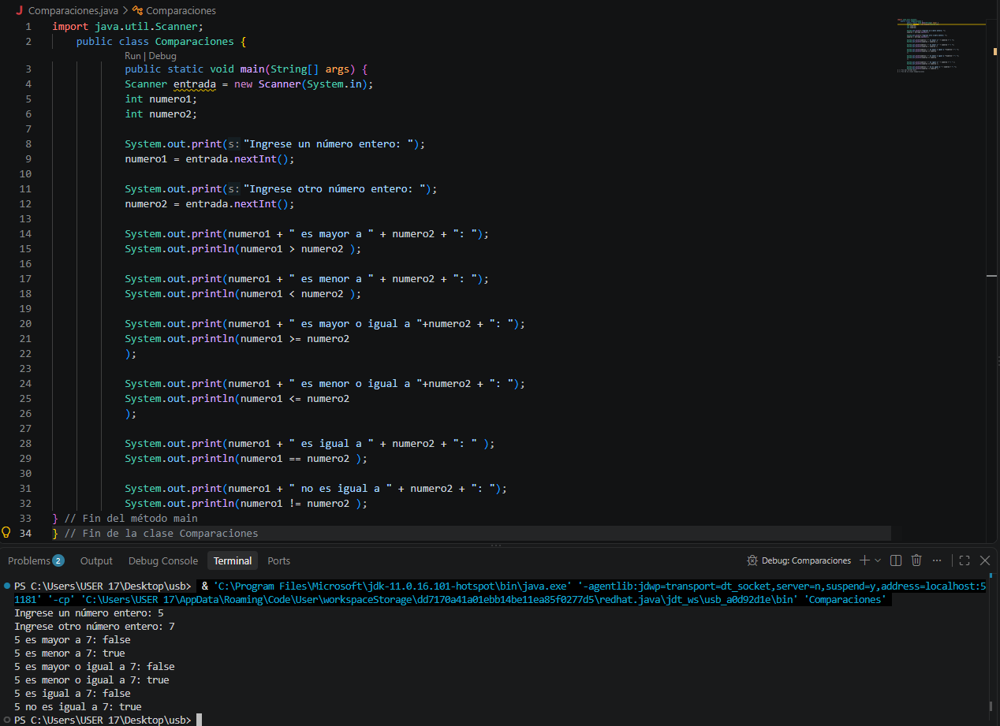 Comparaciones.java > Comparaciones
1 import java.util.Scanner;
2 public class Comparaciones {
Run | Debug
3 public static void main(String[] args) {
4 Scanner entrada = new Scanner(System.in);
5 int numero1;
6 int numero2;
7
8 System.out.print(s: "Ingrese un número entero: ");
9 numero1 = entrada.nextInt();
10
11 System.out.print(s: "Ingrese otro número entero: ");
12 numero2 = entrada.nextInt();
13
14 System.out.print(numero1 + " es mayor a " + numero2 + ": ");
15 System.out.println(numero1 > numero2 );
16
17 System.out.print(numero1 + " es menor a " + numero2 + ": ");
18 System.out.println(numero1 < numero2 );
19
20 System.out.print(numero1 + " es mayor o igual a "+numero2 + ": ");
21 System.out.println(numero1 >= numero2
22 );
23
24 System.out.print(numero1 + " es menor o igual a "+numero2 + ": ");
25 System.out.println(numero1 <= numero2
26 );
27
28 System.out.print(numero1 + " es igual a " + numero2 + ": " );
29 System.out.println(numero1 == numero2 );
30
31 System.out.print(numero1 + " no es igual a " + numero2 + ": ");
32 System.out.println(numero1 != numero2 );
33 } // Fin del método main
34 } // Fin de la clase Comparaciones
Problems 2 Output Debug Console Terminal Ports Debug: Comparaciones
PS C:\Users\USER 17\Desktop\usb> & 'C:\Program Files\Microsoft\jdk-11.0.16.101-hotspot\bin\java.exe' '-agentlib:jdwp=transport=dt_socket,server=n,suspend=y,address=localhost:5
1181' '-cp' 'C:\Users\USER 17\AppData\Roaming\Code\User\workspaceStorage\dd7170a41a01ebb14be11ea85f0277d5\redhat.java\jdt_ws\usb_a0d92d1e\bin' 'Comparaciones'
Ingrese un número entero: 5
Ingrese otro número entero: 7
5 es mayor a 7: false
5 es menor a 7: true
5 es mayor o igual a 7: false
5 es menor o igual a 7: true
5 es igual a 7: false
5 no es igual a 7: true
PS C:\Users\USER 17\Desktop\usb>